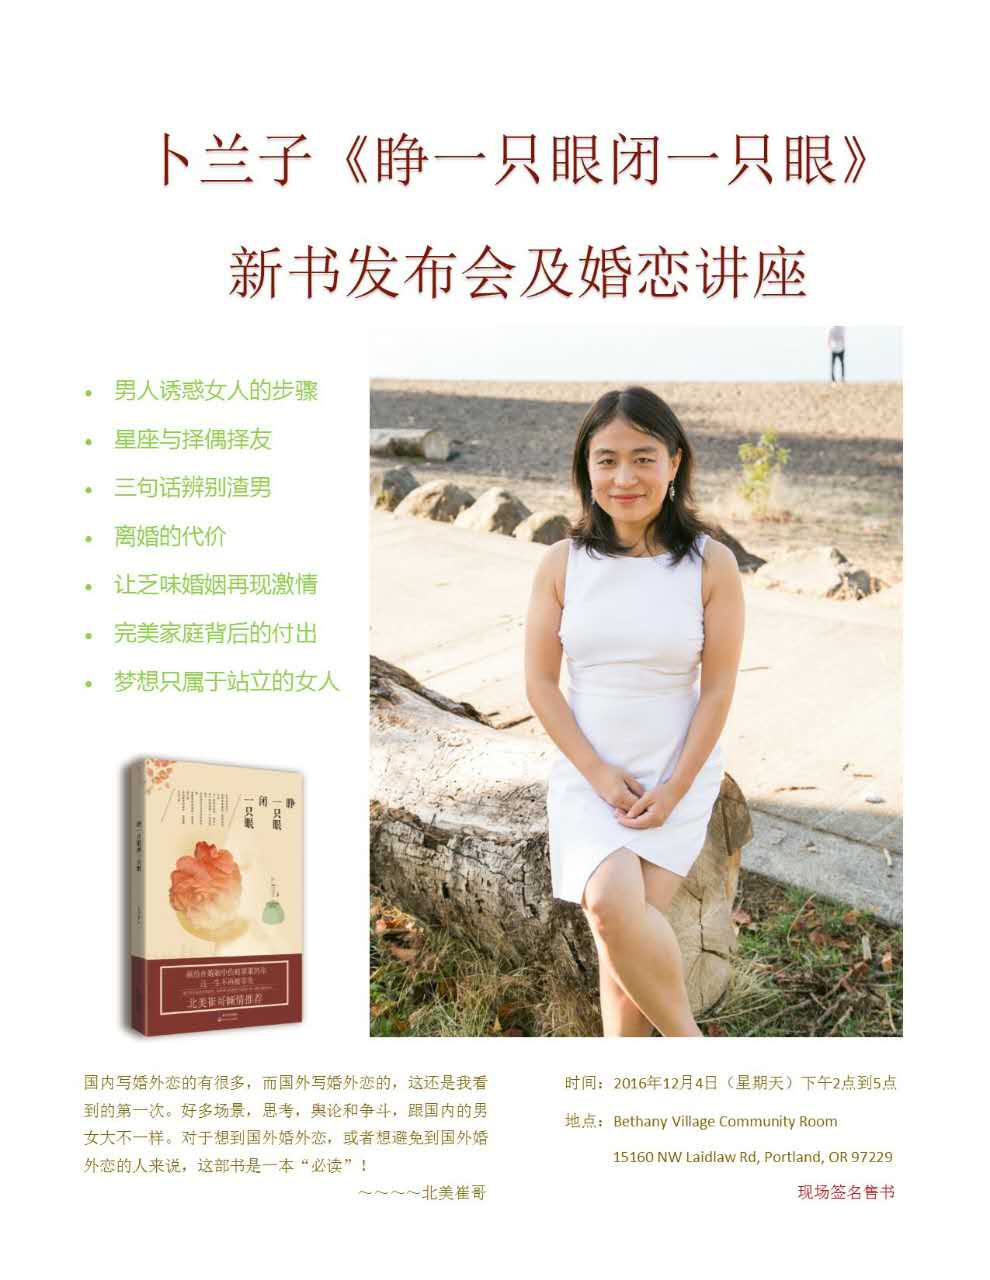 卜兰子《睁一只眼闭一只眼》
新书发布会及婚恋讲座
• 男人诱惑女人的步骤
• 星座与择偶择友
• 三句话辨别渣男
• 离婚的代价
• 让乏味婚姻再现激情
• 完美家庭背后的付出
• 梦想只属于站立的女人
睁
一只眼
闭
一只眼
北美崔哥倾情推荐
国内写婚外恋的有很多，而国外写婚外恋的，这还是我看
到的第一次。好多场景，思考，舆论和争斗，跟国内的男
女大不一样。对于想到国外婚外恋，或者想避免到国外婚
外恋的人来说，这部书是一本“必读”！
～～～～北美崔哥
时间：2016年12月4日（星期天）下午2点到5点
地点：Bethany Village Community Room
15160 NW Laidlaw Rd, Portland, OR 97229
现场签名售书